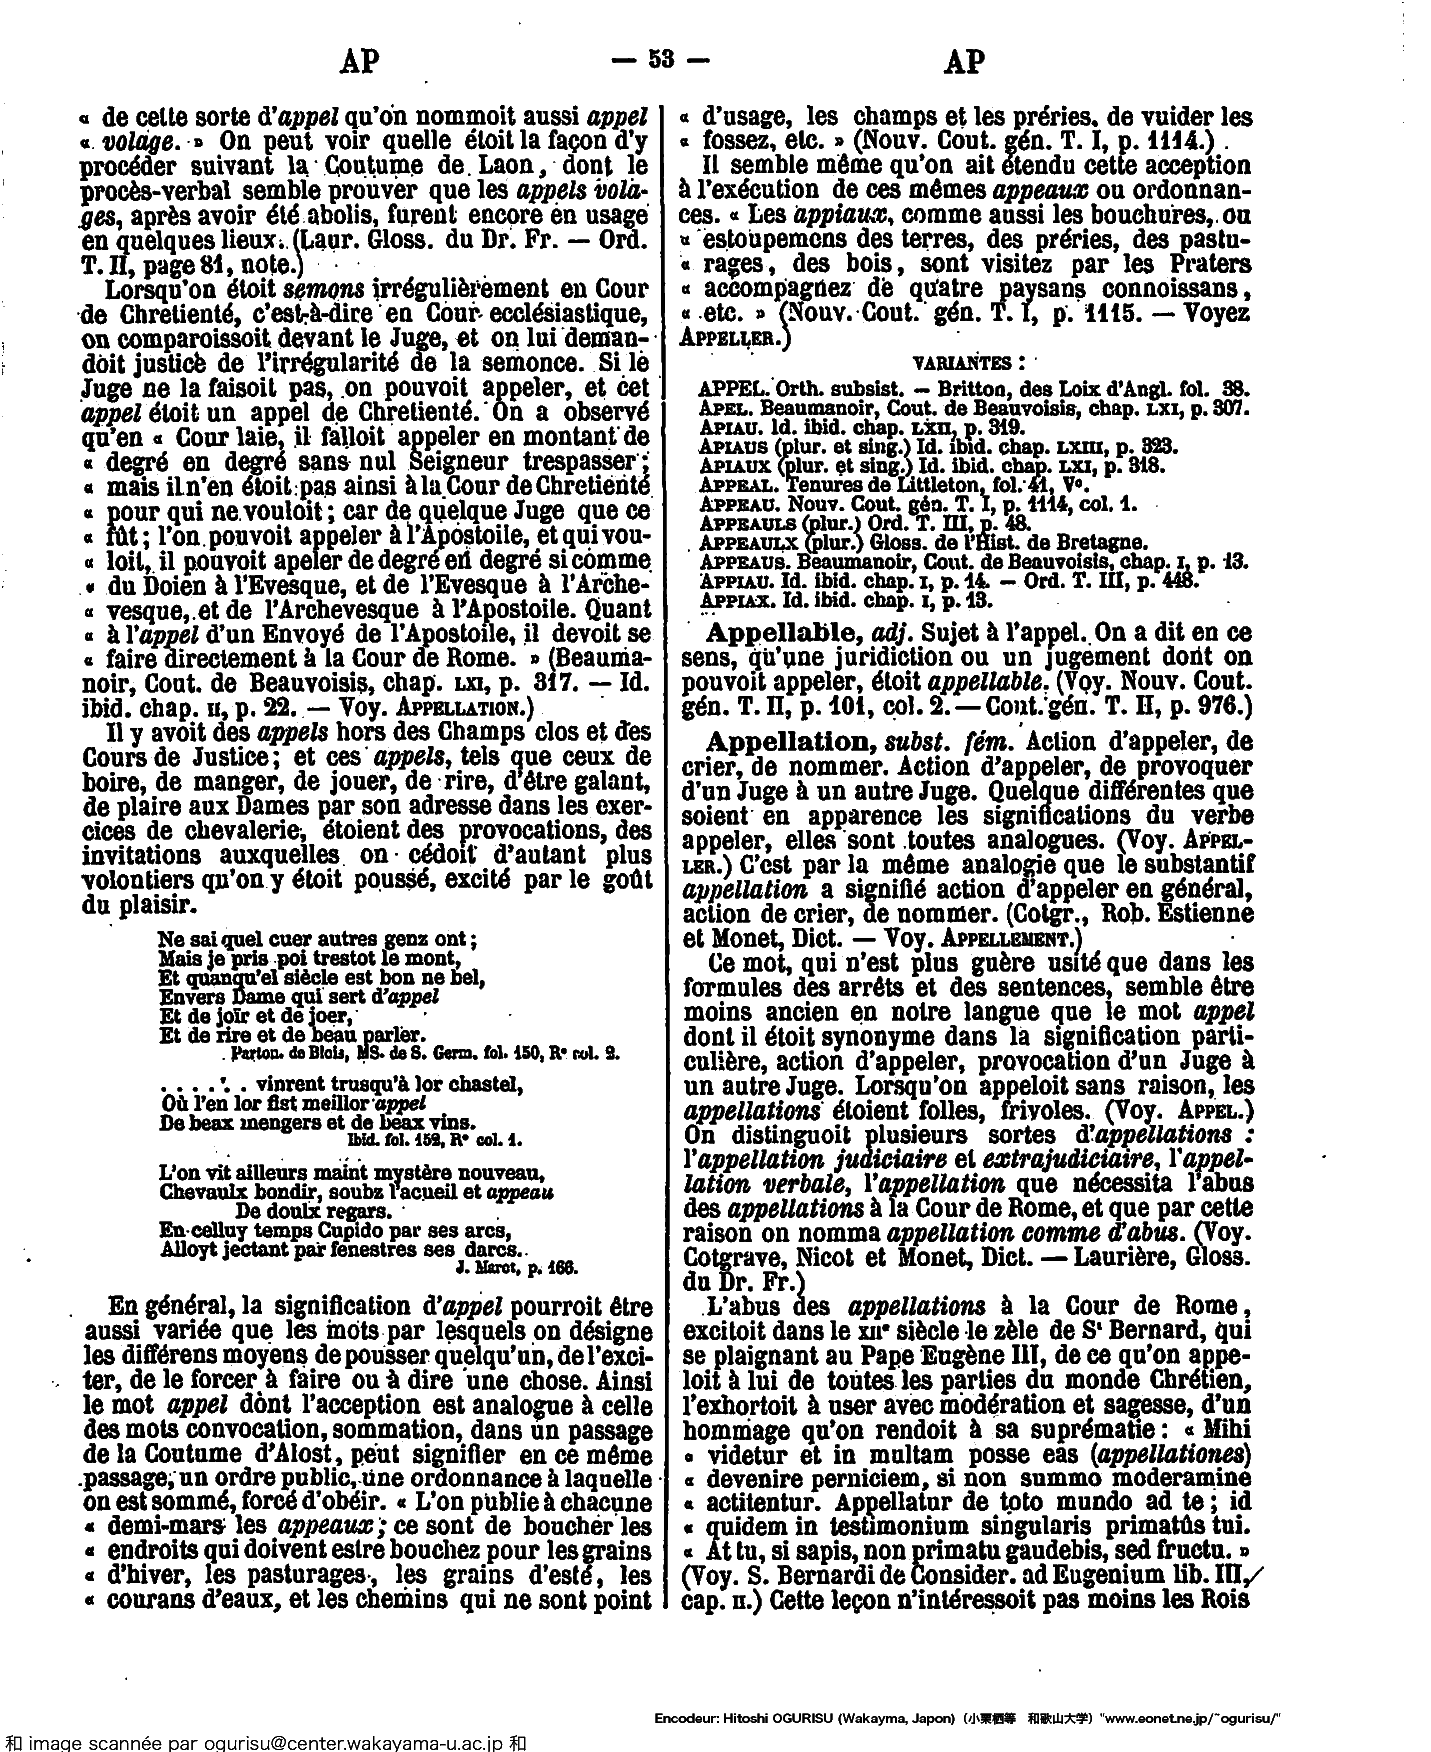 AP — 53 — AP
« de cette sorte d'appel qu'on nommoit aussi appel
« volage. » On peut voir quelle étoit la façon d'y
procéder suivant la Coutume de Laon, dont le
procès-verbal semble prouver que les appels vola-
ges, après avoir été abolis, furent encore en usage
en quelques lieux. (Laur. Gloss. du Dr. Fr. — Ord.
T. II, page 81, note.)
Lorsqu'on étoit semons irrégulièrement en Cour
de Chretienté, c'est-à-dire en Cour ecclésiastique,
on comparoissoit devant le Juge, et on lui deman-
doit justice de l'irrégularité de la semonce. Si le
Juge ne la faisoit pas, on pouvoit appeler, et cet
appel étoit un appel de Chretienté. On a observé
qu'en « Cour laie, il falloit appeler en montant de
« degré en degré sans nul Seigneur trespasser ;
« mais il n'en étoit pas ainsi à la Cour de Chretienté
« pour qui ne vouloit ; car de quelque Juge que ce
« fût ; l'on pouvoit appeler à l'Apostoile, et qui vou-
« loit, il pouvoit apeler de degré en degré si comme
« du Doien à l'Evesque, et de l'Evesque à l'Arche-
« vesque, et de l'Archevesque à l'Apostoile. Quant
« à l'appel d'un Envoyé de l'Apostoile, il devoit se
« faire directement à la Cour de Rome. » (Beauma-
noir, Cout. de Beauvoisis, chap. LXI, p. 317. — Id.
ibid. chap. II, p. 22. — Voy. APPELLATION.)
Il y avoit des appels hors des Champs clos et des
Cours de Justice ; et ces appels, tels que ceux de
boire, de manger, de jouer, de rire, d'être galant,
de plaire aux Dames par son adresse dans les exer-
cices de chevalerie, étoient des provocations, des
invitations auxquelles on cédoit d'autant plus
volontiers qu'on y étoit poussé, excité par le goût
du plaisir.
Ne sai quel cuer autres genz ont ;
Mais je pris poi trestot le mont,
Et quanqu'el siècle est bon ne bel,
Envers Dame qui sert d'appel
Et de joïr et de joer,
Et de rire et de beau parler.
Parton. de Blois, MS. de S. Germ. fol. 150, R° col. 2.
. . . . . . . vinrent trusqu'à lor chastel,
Où l'en lor fist meillor appel
De beax mengers et de beax vins.
Ibid. fol. 152, R° col. 1.
L'on vit ailleurs maint mystère nouveau,
Chevaulx bondir, soubz l'acueil et appeau
De doulx regars.
En celluy temps Cupido par ses arcs,
Alloyt jectant par fenestres ses darcs.
J. Marot, p. 166.
En général, la signification d'appel pourroit être
aussi variée que les mots par lesquels on désigne
les différens moyens de pousser quelqu'un, de l'exci-
ter, de le forcer à faire ou à dire une chose. Ainsi
le mot appel dont l'acception est analogue à celle
des mots convocation, sommation, dans un passage
de la Coutume d'Alost, peut signifier en ce même
passage, un ordre public, une ordonnance à laquelle
on est sommé, forcé d'obéir. « L'on publie à chacune
« demi-mars les appeaux ; ce sont de boucher les
« endroits qui doivent estre bouchez pour les grains
« d'hiver, les pasturages, les grains d'esté, les
« courans d'eaux, et les chemins qui ne sont point
« d'usage, les champs et les préries. de vuider les
« fossez, etc. » (Nouv. Cout. gén. T. I, p. 1114.)
Il semble même qu'on ait étendu cette acception
à l'exécution de ces mêmes appeaux ou ordonnan-
ces. « Les appiaux, comme aussi les bouchures, ou
« estoupemens des terres, des préries, des pastu-
« rages, des bois, sont visitez par les Praters
« accompagnez de quatre paysans connoissans,
« etc. » (Nouv. Cout. gén. T. I, p. 1115. — Voyez
APPELLER.)
VARIANTES :
APPEL. Orth. subsist. — Britton, des Loix d'Angl. fol. 38.
APEL. Beaumanoir, Cout. de Beauvoisis, chap. LXI, p. 307.
APIAU. Id. ibid. chap. LXII, p. 319.
APIAUS (plur. et sing.) Id. ibid. chap. LXIII, p. 323.
APIAUX (plur. et sing.) Id. ibid. chap. LXI, p. 318.
APPEAL. Tenures de Littleton, fol. 41, V°.
APPEAU. Nouv. Cout. gén. T. I, p. 1114, col. 1.
APPEAULS (plur.) Ord. T. III, p. 48.
APPEAULX (plur.) Gloss. de l'Hist. de Bretagne.
APPEAUS. Beaumanoir, Cout. de Beauvoisis, chap. I, p. 13.
APPIAU. Id. ibid. chap. I, p. 14. — Ord. T. III, p. 448.
APPIAX. Id. ibid. chap. I, p. 13.
Appellable, adj. Sujet à l'appel. On a dit en ce
sens, qu'une juridiction ou un jugement dont on
pouvoit appeler, étoit appellable. (Voy. Nouv. Cout.
gén. T. II, p. 101, col. 2. — Cont. gén. T. II, p. 976.)
Appellation, subst. fém. Action d'appeler, de
crier, de nommer. Action d'appeler, de provoquer
d'un Juge à un autre Juge. Quelque différentes que
soient en apparence les significations du verbe
appeler, elles sont toutes analogues. (Voy. APPEL-
LER.) C'est par la même analogie que le substantif
appellation a signifié action d'appeler en général,
action de crier, de nommer. (Cotgr., Rob. Estienne
et Monet, Dict. — Voy. APPELLEMENT.)
Ce mot, qui n'est plus guère usité que dans les
formules des arrêts et des sentences, semble être
moins ancien en notre langue que le mot appel
dont il étoit synonyme dans la signification parti-
culière, action d'appeler, provocation d'un Juge à
un autre Juge. Lorsqu'on appeloit sans raison, les
appellations étoient folles, frivoles. (Voy. APPEL.)
On distinguoit plusieurs sortes d'appellations :
l'appellation judiciaire et extrajudiciaire, l'appel-
lation verbale, l'appellation que nécessita l'abus
des appellations à la Cour de Rome, et que par cette
raison on nomma appellation comme d'abus. (Voy.
Cotgrave, Nicot et Monet, Dict. — Laurière, Gloss.
du Dr. Fr.)
L'abus des appellations à la Cour de Rome,
excitoit dans le XIIe siècle le zèle de St Bernard, qui
se plaignant au Pape Eugène III, de ce qu'on appe-
loit à lui de toutes les parties du monde Chrétien,
l'exhortoit à user avec modération et sagesse, d'un
hommage qu'on rendoit à sa suprématie : « Mihi
« videtur et in multam posse eas (appellationes)
« devenire perniciem, si non summo moderamine
« actitentur. Appellatur de toto mundo ad te ; id
« quidem in testimonium singularis primatûs tui.
« At tu, si sapis, non primatu gaudebis, sed fructu. »
(Voy. S. Bernardi de Consider. ad Eugenium lib. III,
cap. II.) Cette leçon n'intéressoit pas moins les Rois
Encodeur: Hitoshi OGURISU (Wakayma, Japon) (小栗栖等 和歌山大学) "www.eonet.ne.jp/~ogurisu/"
和 image scannée par ogurisu@center.wakayama-u.ac.jp 和